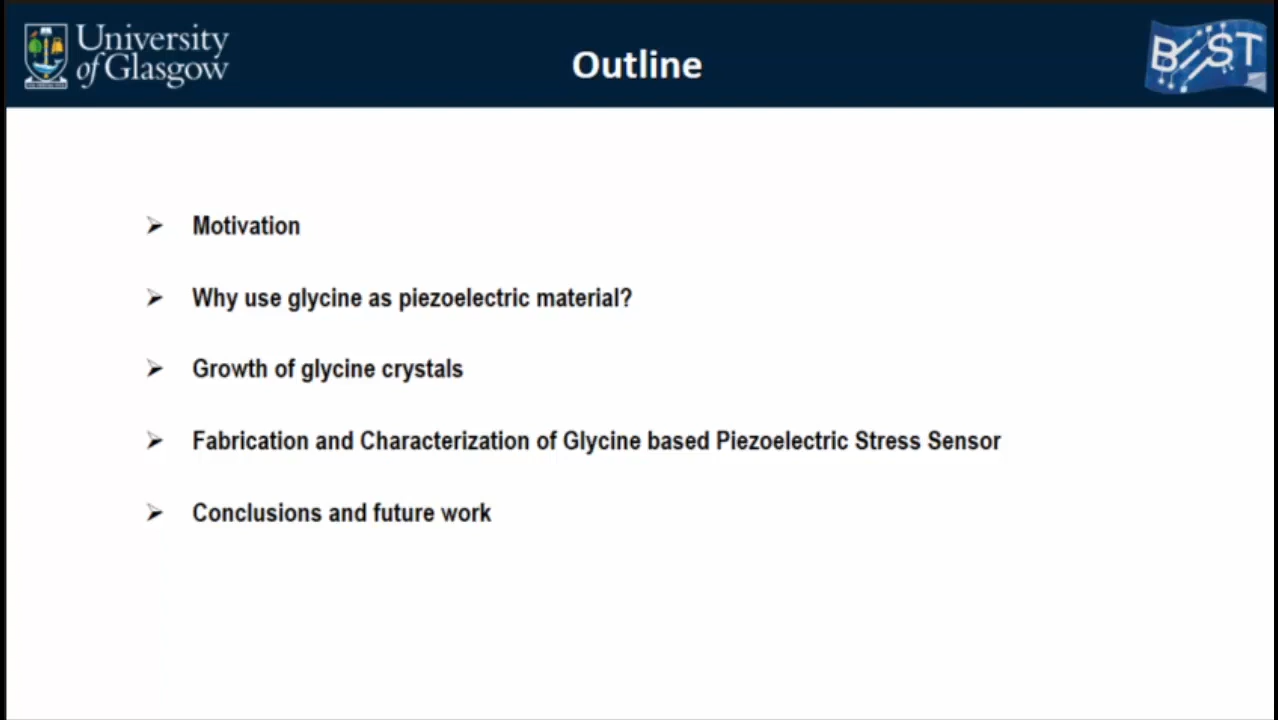 University
of Glasgow
Outline
BEST
Motivation
Why use glycine as piezoelectric material?
Growth of glycine crystals
Fabrication and Characterization of Glycine based Piezoelectric Stress Sensor
Conclusions and future work